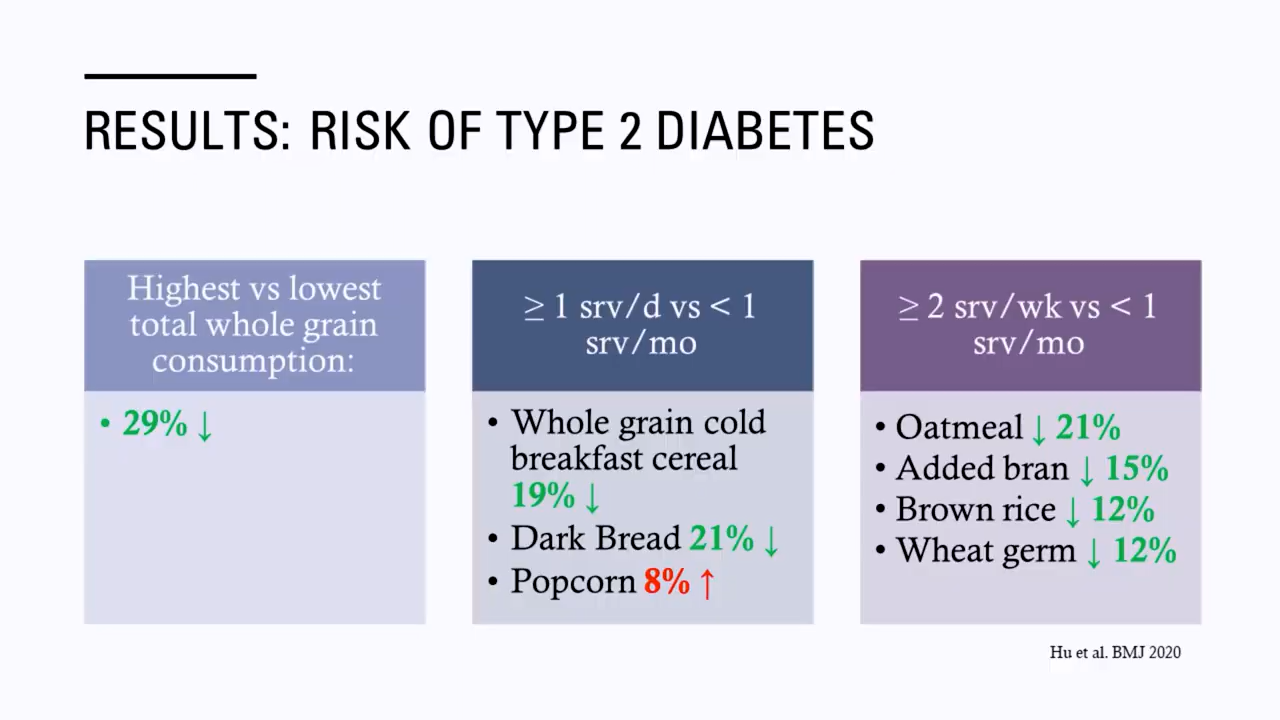 RESULTS: RISK OF TYPE 2 DIABETES
Highest vs lowest
total whole grain
consumption:
• 29% ↓
≥ 1 srv/d vs < 1
srv/mo
• Whole grain cold
breakfast cereal
19% ↓
• Dark Bread 21% ↓
• Popcorn 8% ↑
≥ 2 srv/wk vs < 1
srv/mo
• Oatmeal ↓ 21%
• Added bran ↓ 15%
• Brown rice ↓ 12%
• Wheat germ ↓ 12%
Hu et al. BMJ 2020